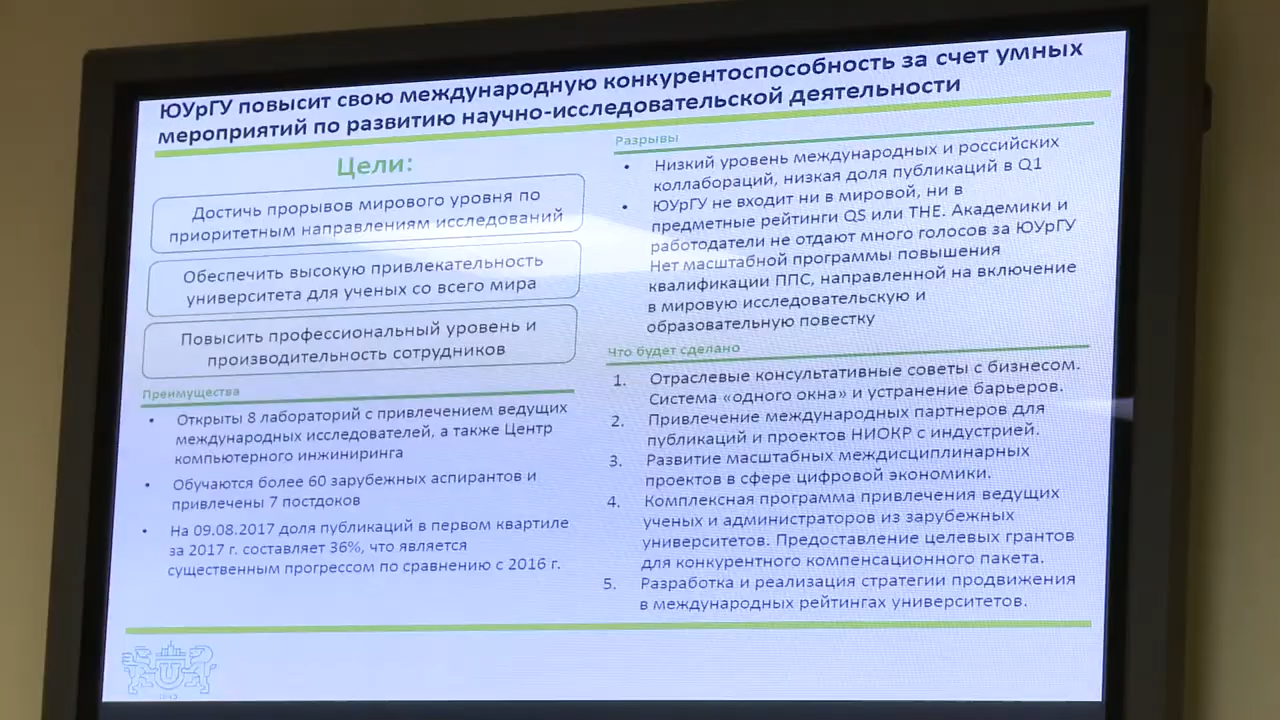 ЮУрГУ повысит свою международную конкурентоспособность за счет умных
мероприятий по развитию научно-исследовательской деятельности
Цели:
Достичь прорывов мирового уровня по
приоритетным направлениям исследований
Обеспечить высокую привлекательность
университета для ученых со всего мира
Повысить профессиональный уровень и
производительность сотрудников
Преимущества
• Открыты 8 лабораторий с привлечением ведущих
международных исследователей, а также Центр
компьютерного инжиниринга
• Обучаются более 60 зарубежных аспирантов и
привлечены 7 постдоков
• На 09.08.2017 доля публикаций в первом квартиле
за 2017 г. составляет 36%, что является
существенным прогрессом по сравнению с 2016 г.
Разрывы
• Низкий уровень международных и российских
коллабораций, низкая доля публикаций в Q1
• ЮУрГУ не входит ни в мировой, ни в
предметные рейтинги QS или THE. Академики и
работодатели не отдают много голосов за ЮУрГУ
Нет масштабной программы повышения
квалификации ППС, направленной на включение
в мировую исследовательскую и
образовательную повестку
Что будет сделано
1. Отраслевые консультативные советы с бизнесом.
Система «одного окна» и устранение барьеров.
2. Привлечение международных партнеров для
публикаций и проектов НИОКР с индустрией.
3. Развитие масштабных междисциплинарных
проектов в сфере цифровой экономики.
4. Комплексная программа привлечения ведущих
ученых и администраторов из зарубежных
университетов. Предоставление целевых грантов
для конкурентного компенсационного пакета.
5. Разработка и реализация стратегии продвижения
в международных рейтингах университетов.
1943